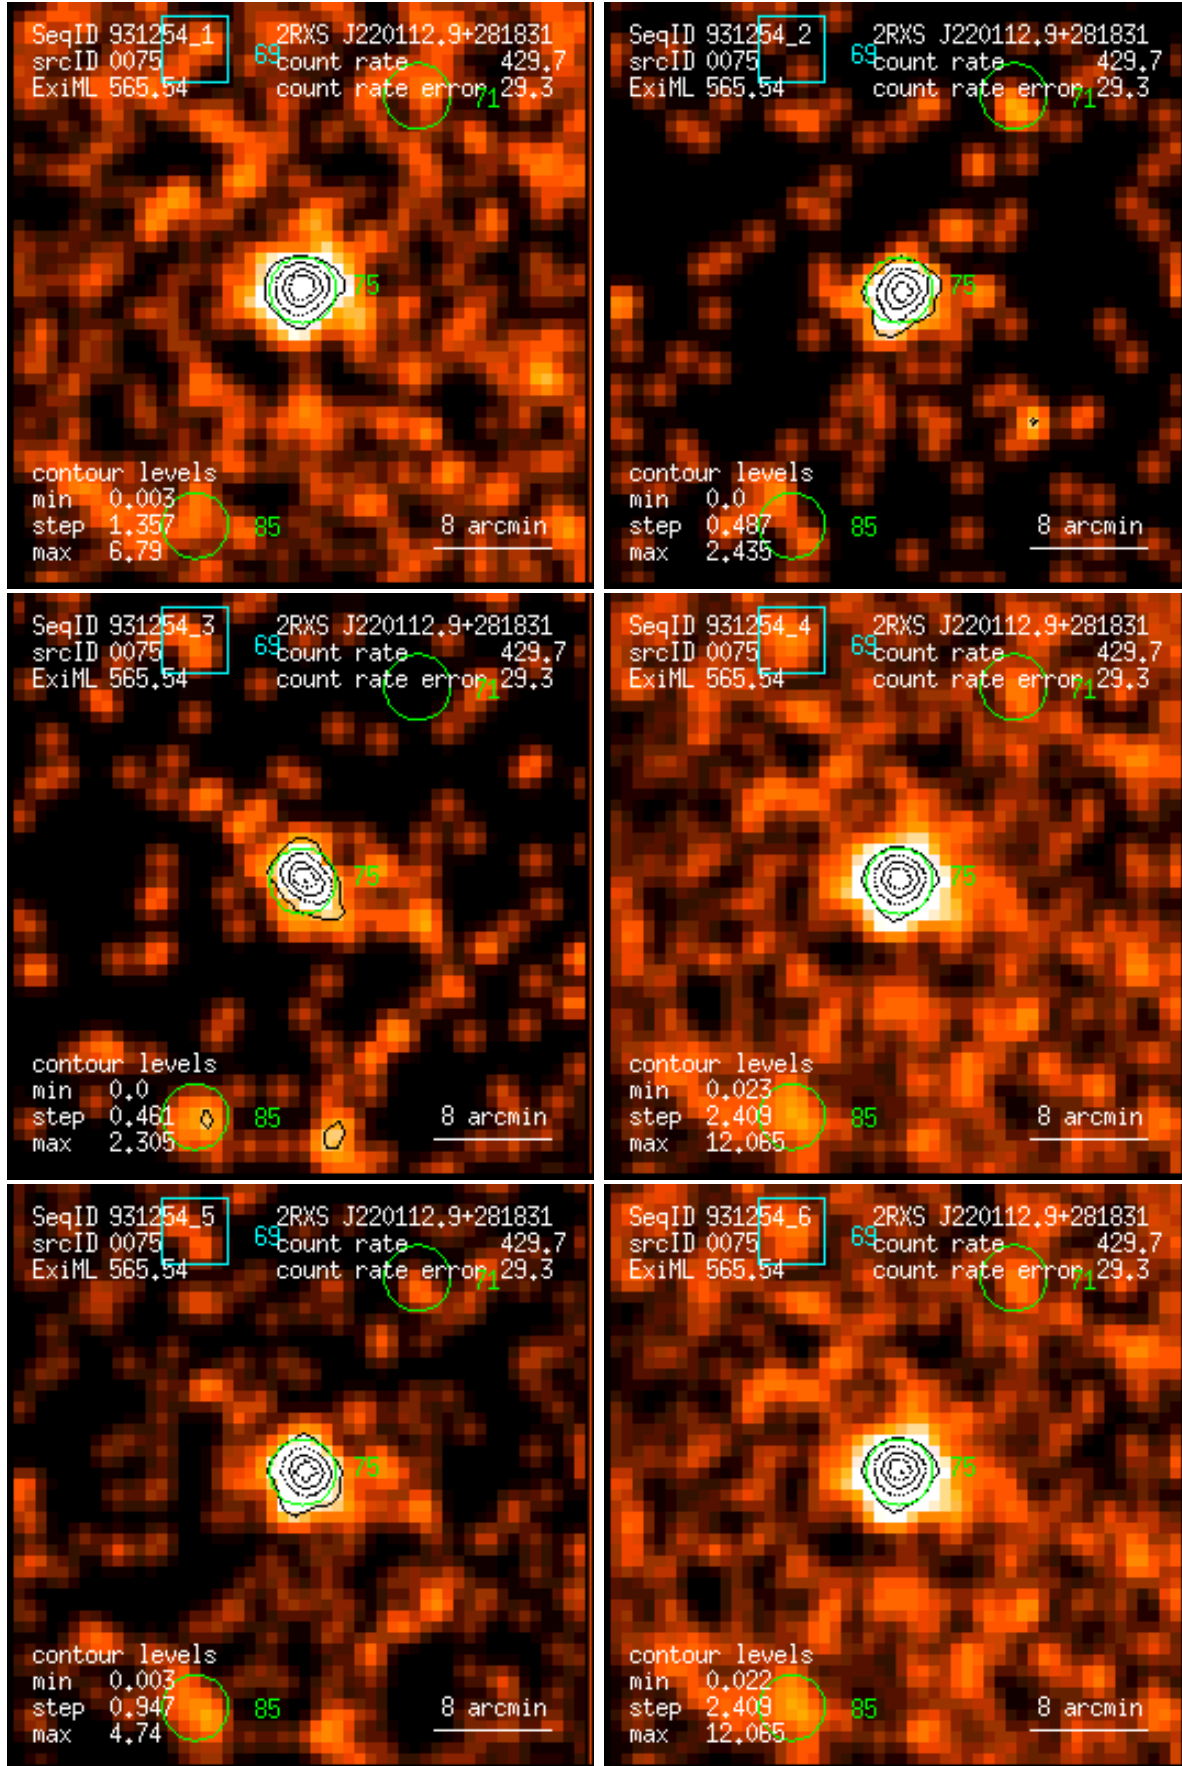 SeqID 931254_1 2RXS J220112.9+281831
srcID 0075 69 count rate 429.7
ExiML 565.54 count rate error 29.3
71
75
contour levels
min 0.003
step 1.357 85 8 arcmin
max 6.79
SeqID 931254_2 2RXS J220112.9+281831
srcID 0075 69 count rate 429.7
ExiML 565.54 count rate error 29.3
71
75
contour levels
min 0.0
step 0.487 85 8 arcmin
max 2.435
SeqID 931254_3 2RXS J220112.9+281831
srcID 0075 69 count rate 429.7
ExiML 565.54 count rate error 29.3
71
75
contour levels
min 0.0
step 0.461 85 8 arcmin
max 2.305
SeqID 931254_4 2RXS J220112.9+281831
srcID 0075 69 count rate 429.7
ExiML 565.54 count rate error 29.3
71
75
contour levels
min 0.023
step 2.409 85 8 arcmin
max 12.065
SeqID 931254_5 2RXS J220112.9+281831
srcID 0075 69 count rate 429.7
ExiML 565.54 count rate error 29.3
71
75
contour levels
min 0.003
step 0.947 85 8 arcmin
max 4.74
SeqID 931254_6 2RXS J220112.9+281831
srcID 0075 69 count rate 429.7
ExiML 565.54 count rate error 29.3
71
75
contour levels
min 0.022
step 2.409 85 8 arcmin
max 12.065